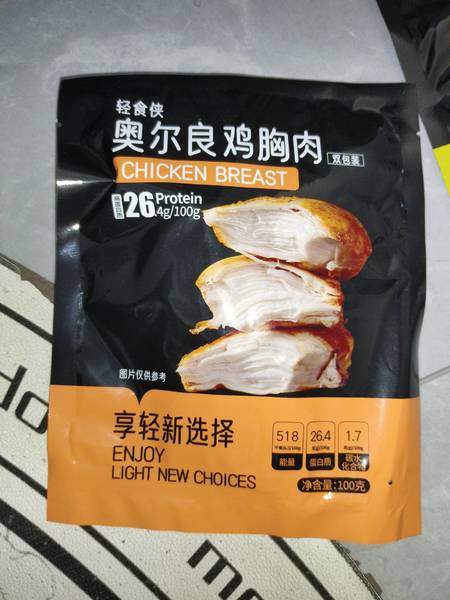 轻食侠
奥尔良鸡胸肉
双包装
CHICKEN BREAST
26.4g/100g
Protein
图片仅供参考
享轻新选择
ENJOY
LIGHT NEW CHOICES
518 26.4 1.7
能量 蛋白质 碳水化合物
净含量:100克
Ho